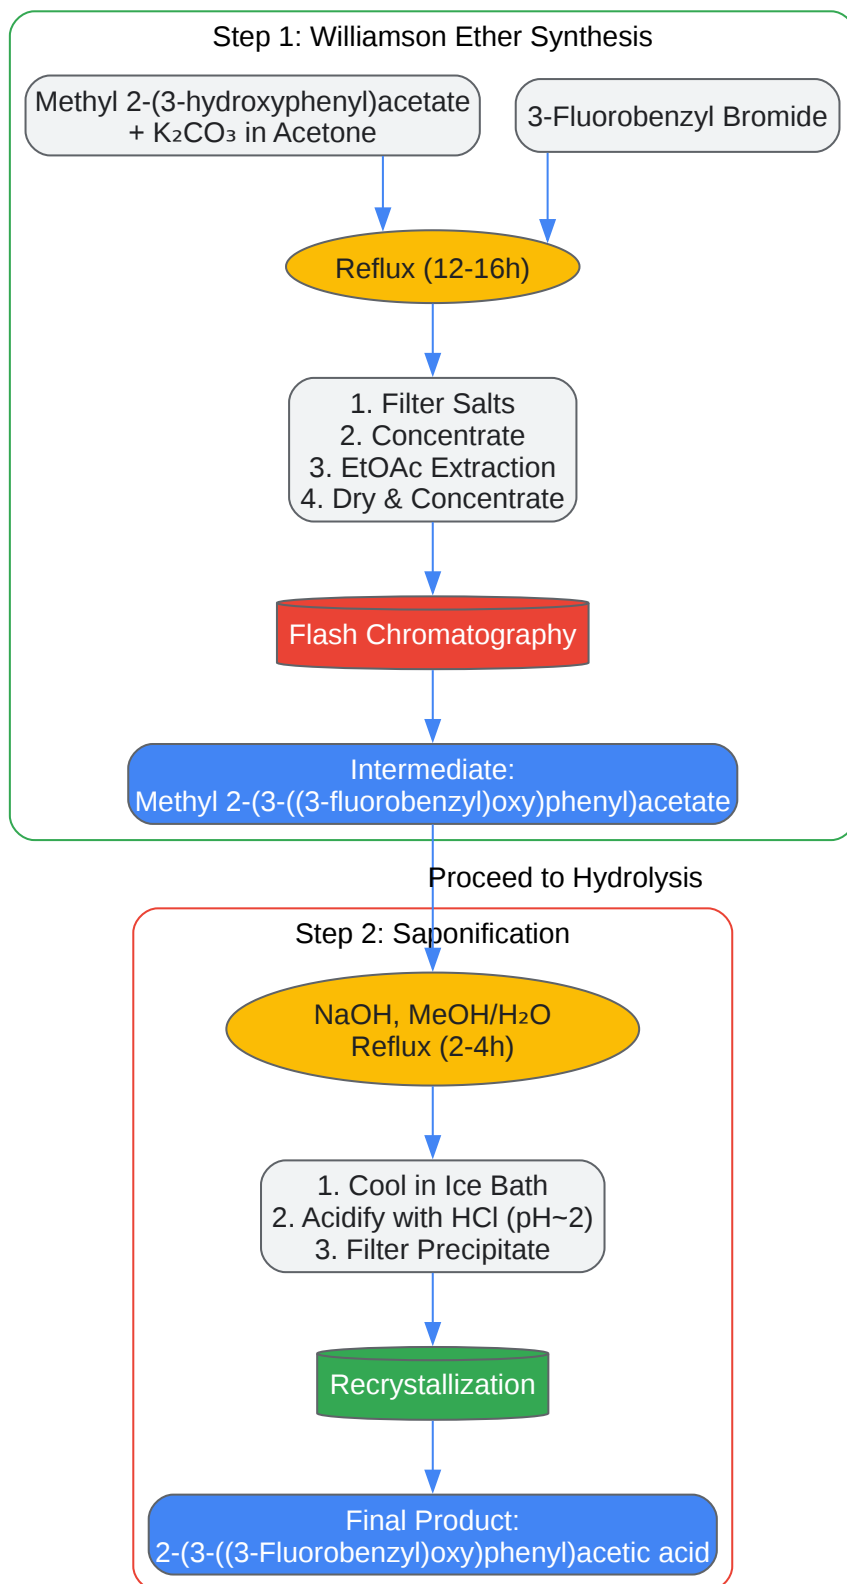 Step 1: Williamson Ether Synthesis
Methyl 2-(3-hydroxyphenyl)acetate
+ K₂CO₃ in Acetone
3-Fluorobenzyl Bromide
Reflux (12-16h)
1. Filter Salts
2. Concentrate
3. EtOAc Extraction
4. Dry & Concentrate
Flash Chromatography
Intermediate:
Methyl 2-(3-((3-fluorobenzyl)oxy)phenyl)acetate
Proceed to Hydrolysis
Step 2: Saponification
NaOH, MeOH/H₂O
Reflux (2-4h)
1. Cool in Ice Bath
2. Acidify with HCl (pH~2)
3. Filter Precipitate
Recrystallization
Final Product:
2-(3-((3-Fluorobenzyl)oxy)phenyl)acetic acid